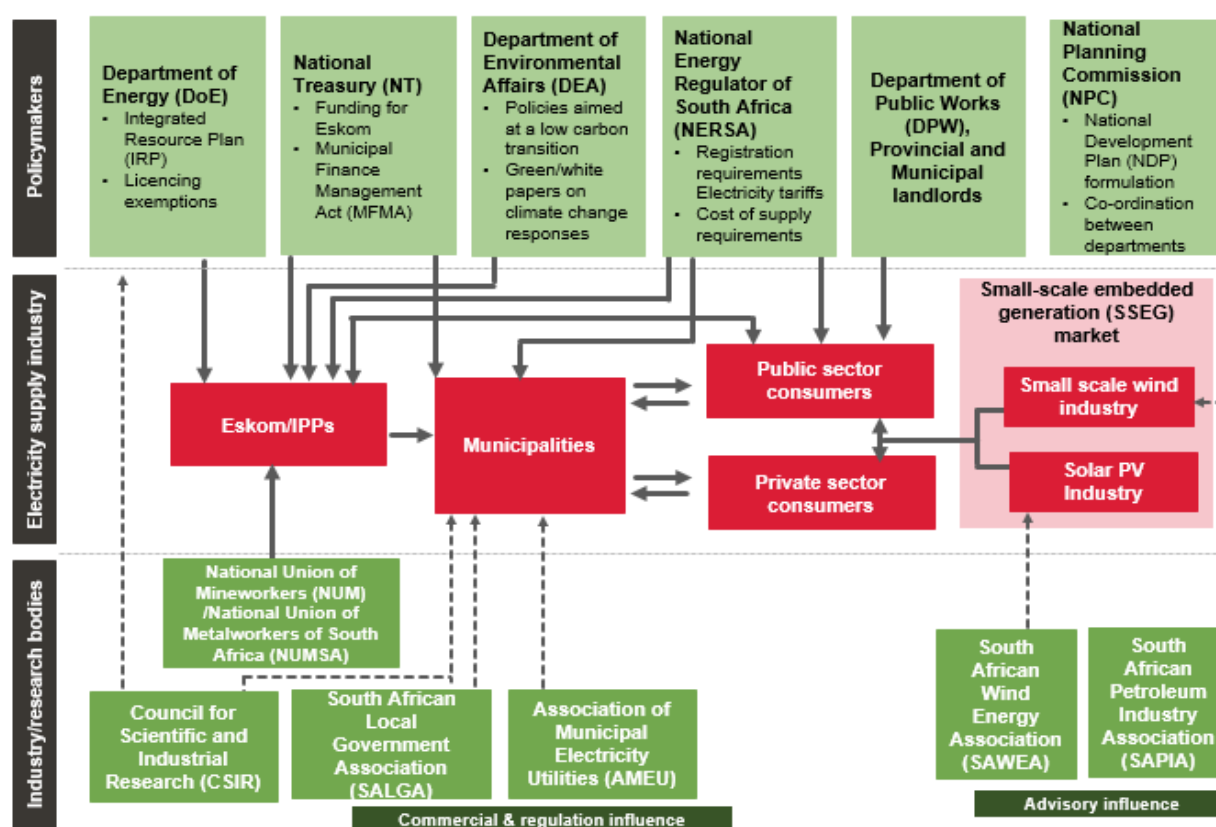 Policymakers
Department of
Energy (DoE)
• Integrated
Resource Plan
(IRP)
• Licencing
exemptions
National
Treasury (NT)
• Funding for
Eskom
• Municipal
Finance
Management
Act (MFMA)
Department of
Environmental
Affairs (DEA)
• Policies aimed
at a low carbon
transition
• Green/white
papers on
climate change
responses
National
Energy
Regulator of
South Africa
(NERSA)
• Registration
requirements
Electricity tariffs
• Cost of supply
requirements
Department of
Public Works
(DPW),
Provincial and
Municipal
landlords
National
Planning
Commission
(NPC)
• National
Development
Plan (NDP)
formulation
• Co-ordination
between
departments
Electricity supply industry
Eskom/IPPs
Municipalities
Public sector
consumers
Private sector
consumers
Small-scale embedded
generation (SSEG)
market
Small scale wind
industry
Solar PV
Industry
Industry/research bodies
National Union of
Mineworkers (NUM)
/National Union of
Metalworkers of South
Africa (NUMSA)
Council for
Scientific and
Industrial
Research (CSIR)
South African
Local
Government
Association
(SALGA)
Association of
Municipal
Electricity
Utilities (AMEU)
South
African
Wind
Energy
Association
(SAWEA)
South
African
Petroleum
Industry
Association
(SAPIA)
Commercial & regulation influence
Advisory influence